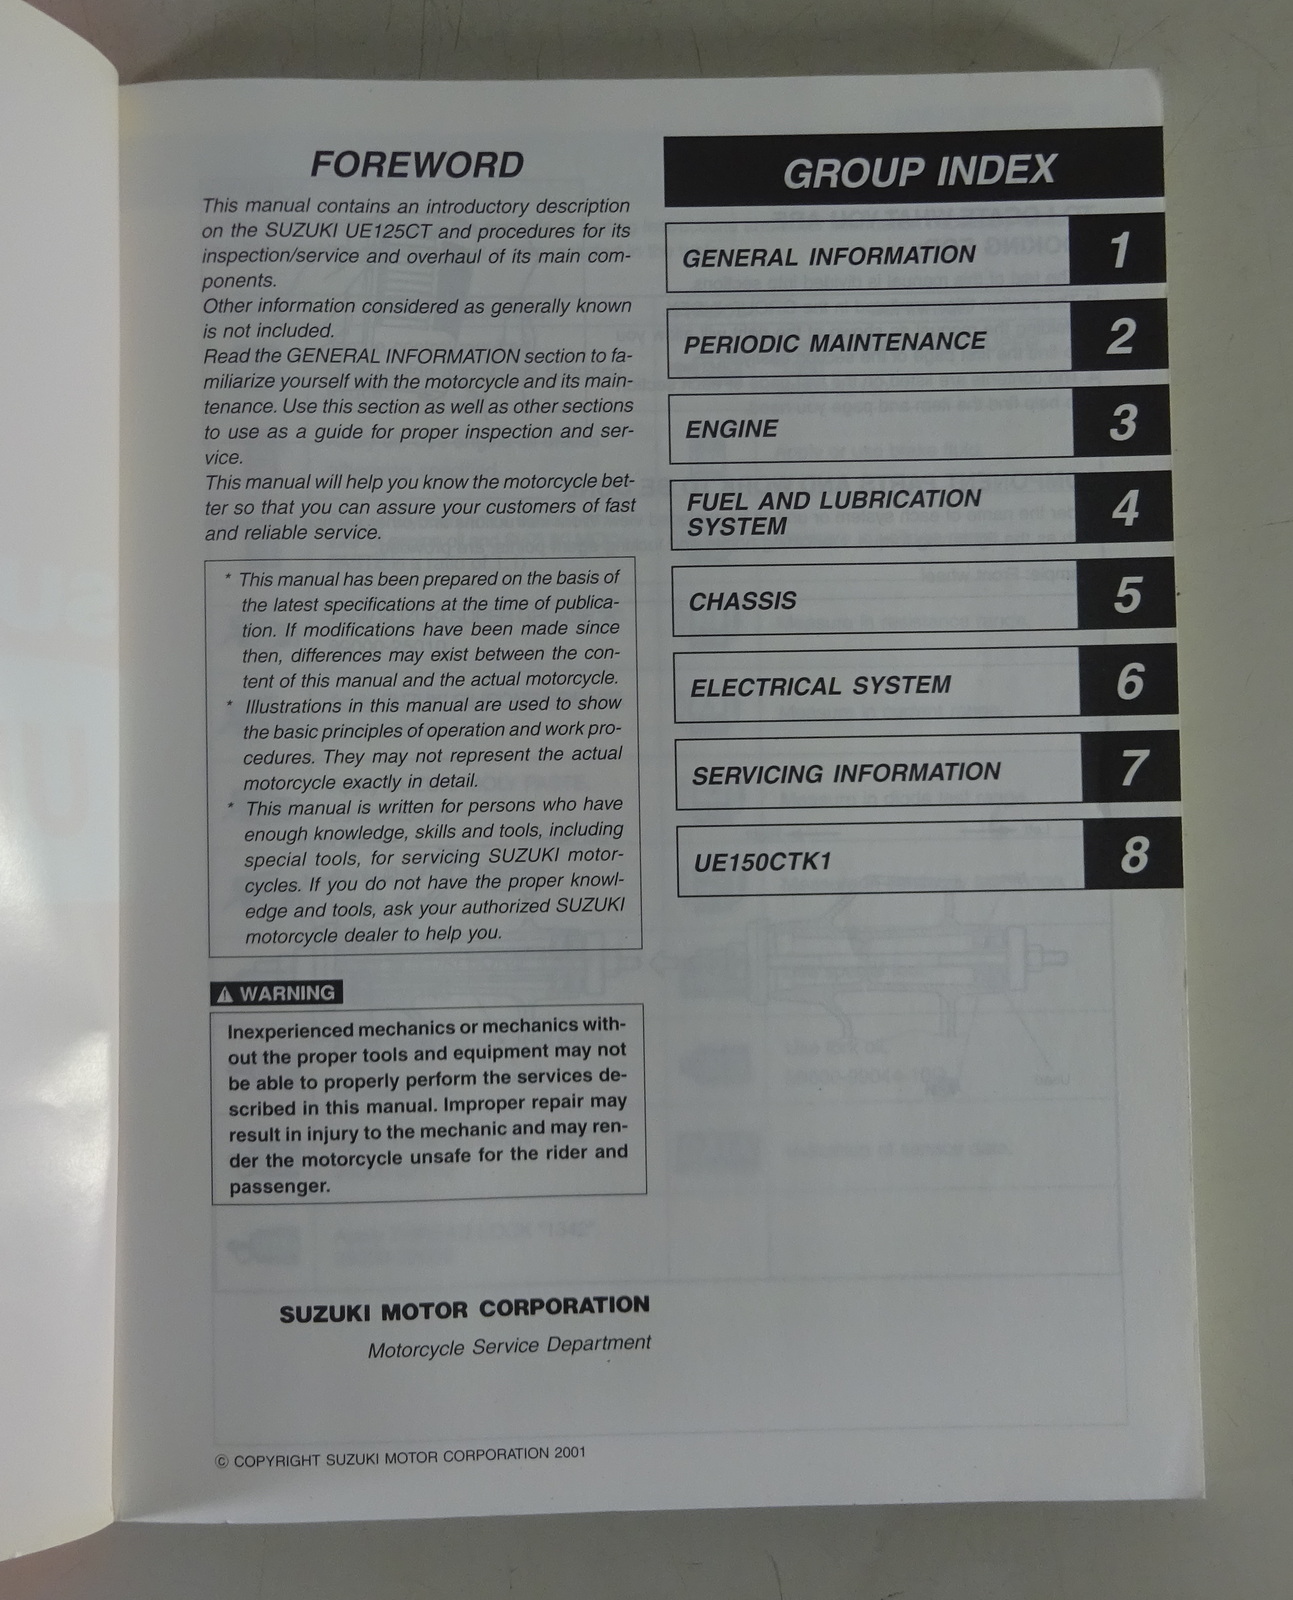 FOREWORD
This manual contains an introductory description
on the SUZUKI UE125CT and procedures for its
inspection/service and overhaul of its main com-
ponents.
Other information considered as generally known
is not included.
Read the GENERAL INFORMATION section to fa-
miliarize yourself with the motorcycle and its main-
tenance. Use this section as well as other sections
to use as a guide for proper inspection and ser-
vice.
This manual will help you know the motorcycle bet-
ter so that you can assure your customers of fast
and reliable service.
* This manual has been prepared on the basis of
the latest specifications at the time of publica-
tion. If modifications have been made since
then, differences may exist between the con-
tent of this manual and the actual motorcycle.
* Illustrations in this manual are used to show
the basic principles of operation and work pro-
cedures. They may not represent the actual
motorcycle exactly in detail.
* This manual is written for persons who have
enough knowledge, skills and tools, including
special tools, for servicing SUZUKI motor-
cycles. If you do not have the proper knowl-
edge and tools, ask your authorized SUZUKI
motorcycle dealer to help you.
⚠ WARNING
Inexperienced mechanics or mechanics with-
out the proper tools and equipment may not
be able to properly perform the services de-
scribed in this manual. Improper repair may
result in injury to the mechanic and may ren-
der the motorcycle unsafe for the rider and
passenger.
SUZUKI MOTOR CORPORATION
Motorcycle Service Department
© COPYRIGHT SUZUKI MOTOR CORPORATION 2001
GROUP INDEX
GENERAL INFORMATION 1
PERIODIC MAINTENANCE 2
ENGINE 3
FUEL AND LUBRICATION
SYSTEM 4
CHASSIS 5
ELECTRICAL SYSTEM 6
SERVICING INFORMATION 7
UE150CTK1 8